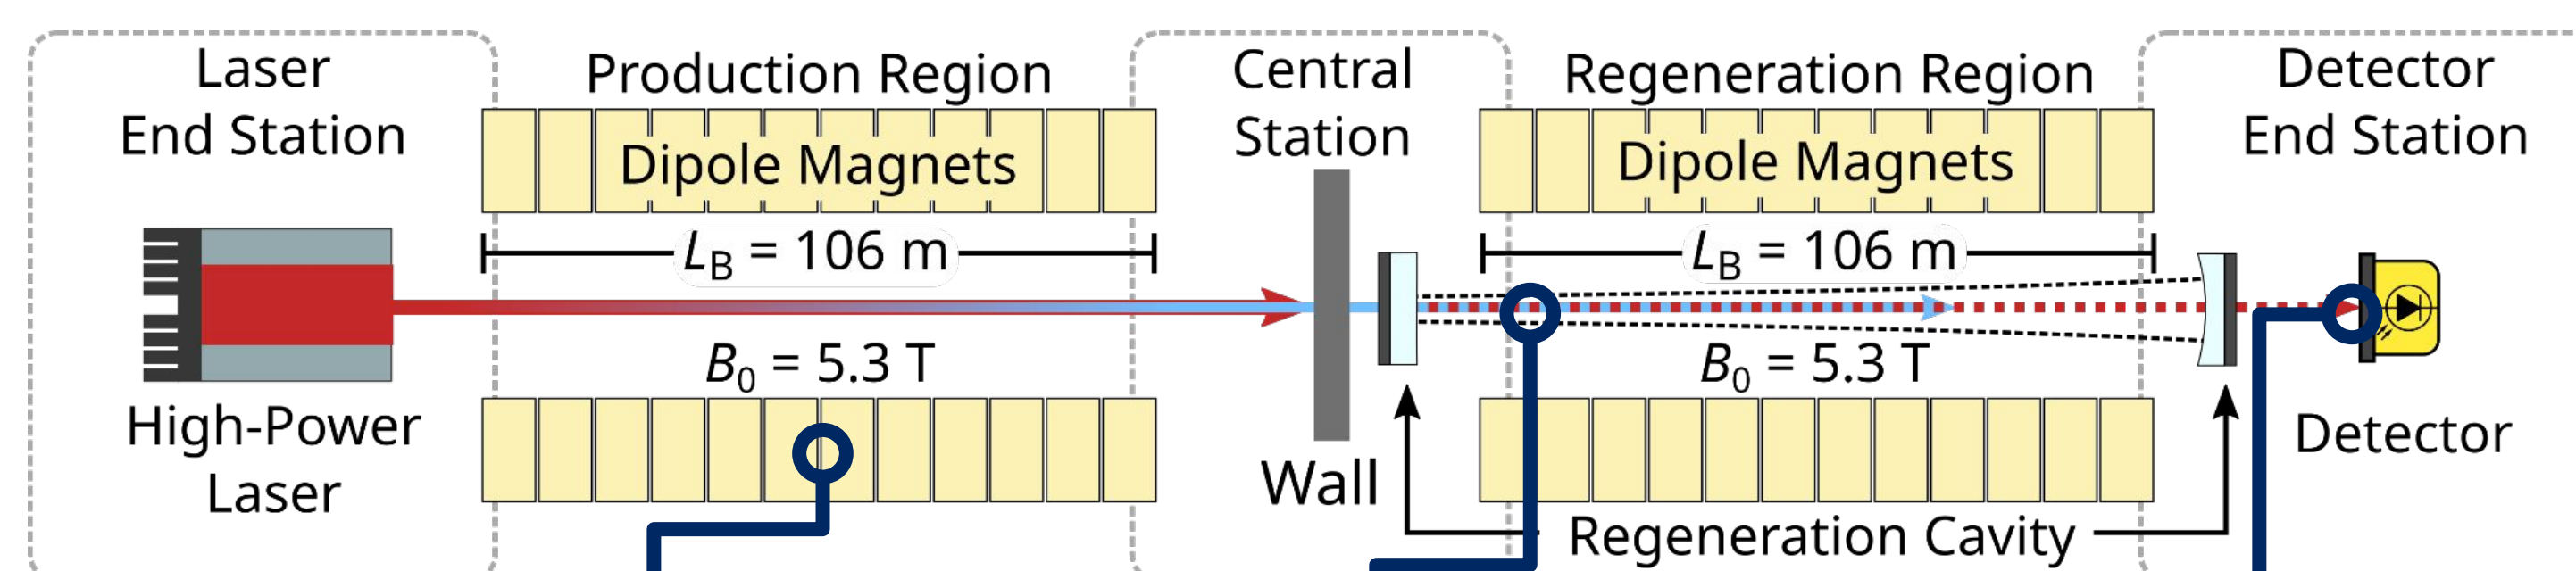 Laser
End Station
Production Region
Dipole Magnets
L_B = 106 m
B_0 = 5.3 T
High-Power
Laser
Central
Station
Wall
Regeneration Region
Dipole Magnets
L_B = 106 m
B_0 = 5.3 T
Regeneration Cavity
Detector
End Station
Detector